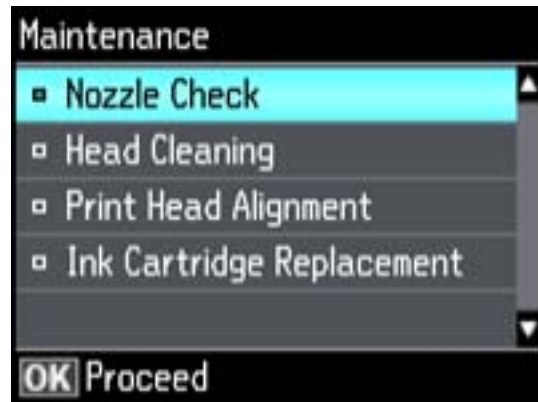 Maintenance
Nozzle Check
Head Cleaning
Print Head Alignment
Ink Cartridge Replacement
OK Proceed